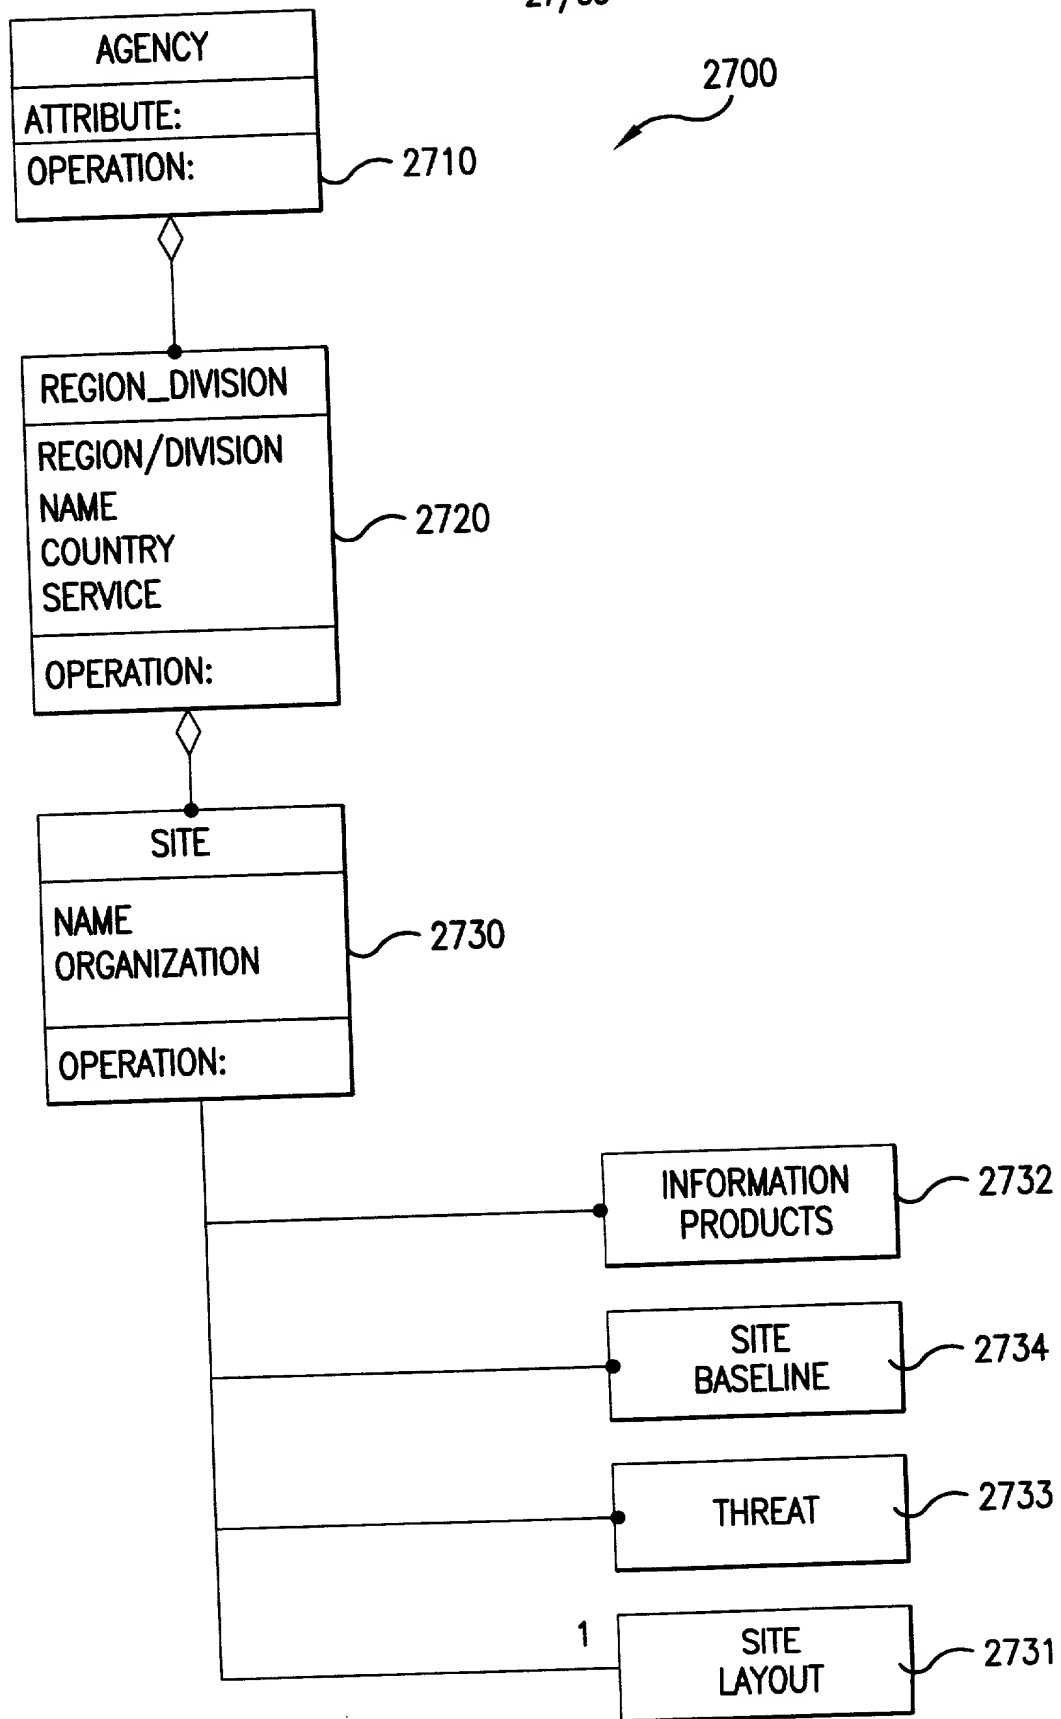 AGENCY
ATTRIBUTE:
OPERATION:
2710
2700
REGION_DIVISION
REGION/DIVISION
NAME
COUNTRY
SERVICE
OPERATION:
2720
SITE
NAME
ORGANIZATION
OPERATION:
2730
INFORMATION
PRODUCTS
2732
SITE
BASELINE
2734
THREAT
2733
1
SITE
LAYOUT
2731